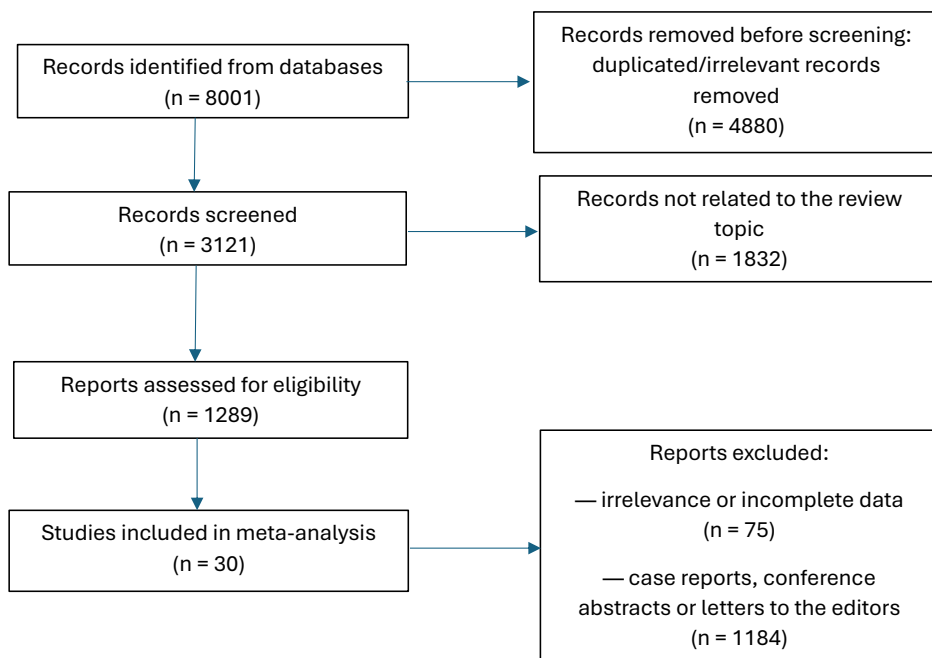 Records identified from databases
(n = 8001)
Records removed before screening:
duplicated/irrelevant records
removed
(n = 4880)
Records screened
(n = 3121)
Records not related to the review
topic
(n = 1832)
Reports assessed for eligibility
(n = 1289)
Studies included in meta-analysis
(n = 30)
Reports excluded:
— irrelevance or incomplete data
(n = 75)
— case reports, conference
abstracts or letters to the editors
(n = 1184)